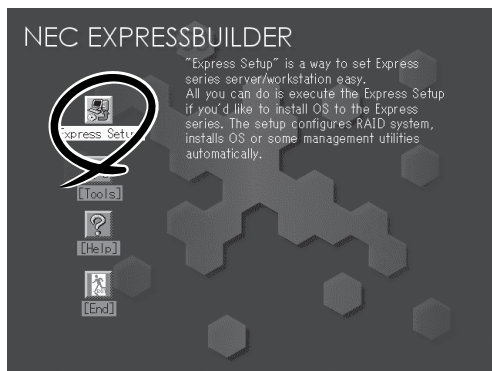 NEC EXPRESSBUILDER
"Express Setup" is a way to set Express
series server/workstation easy.
All you can do is execute the Express Setup
if you'd like to install OS to the Express
series. The setup configures RAID system,
installs OS or some management utilities
automatically.
Express Setu
[Tools]
[Help]
[End]